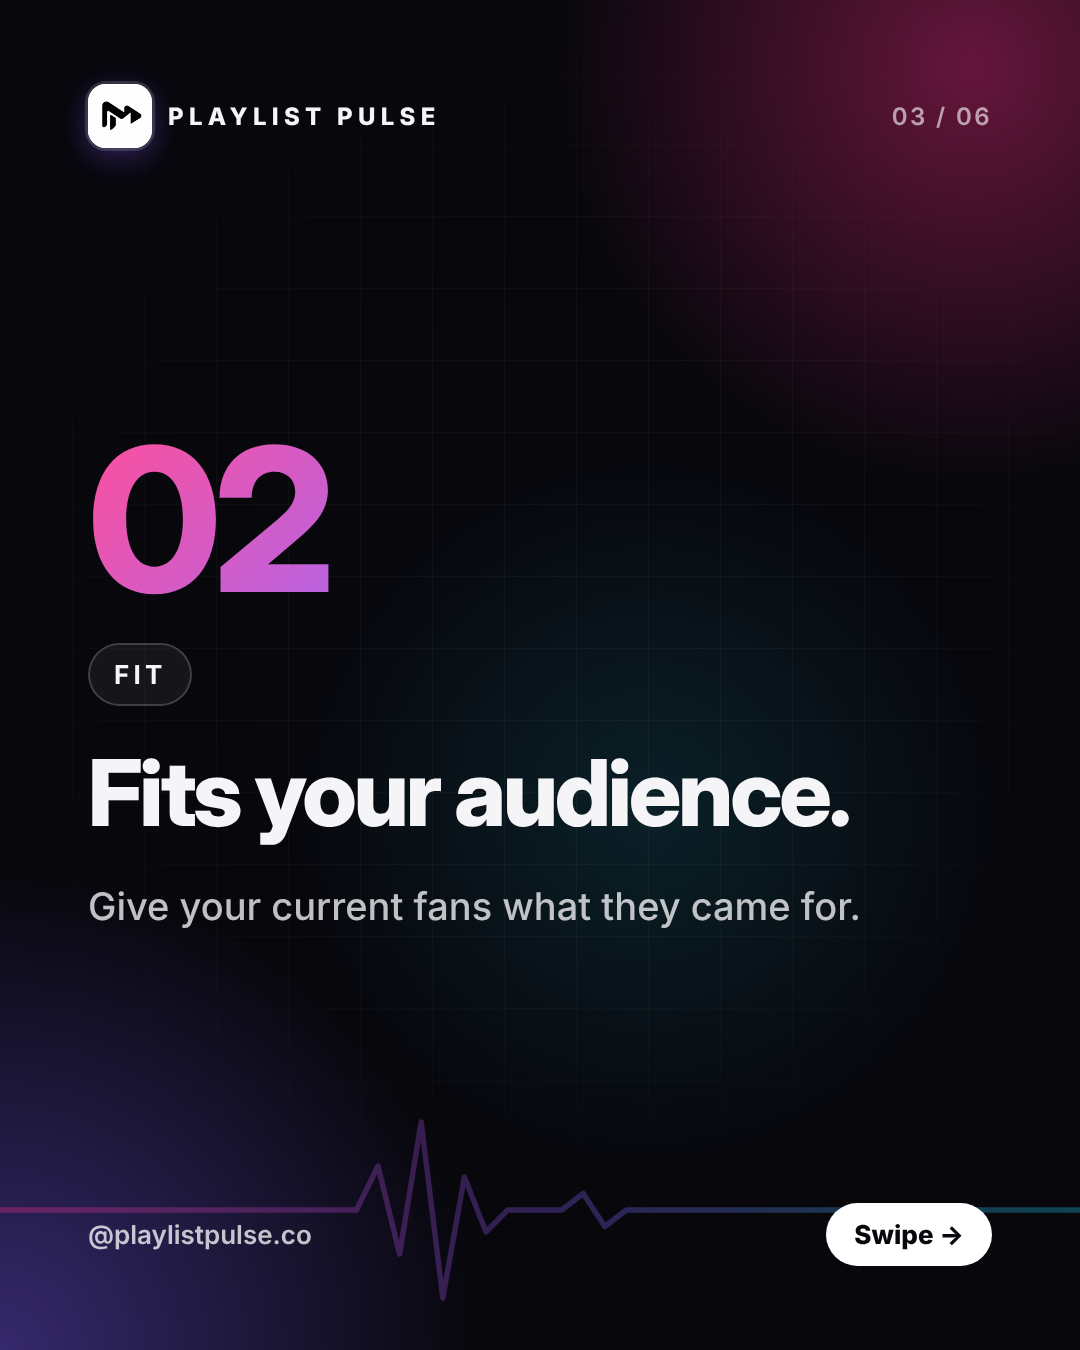 PLAYLIST PULSE
03 / 06
02
FIT
Fits your audience.
Give your current fans what they came for.
@playlistpulse.co
Swipe →